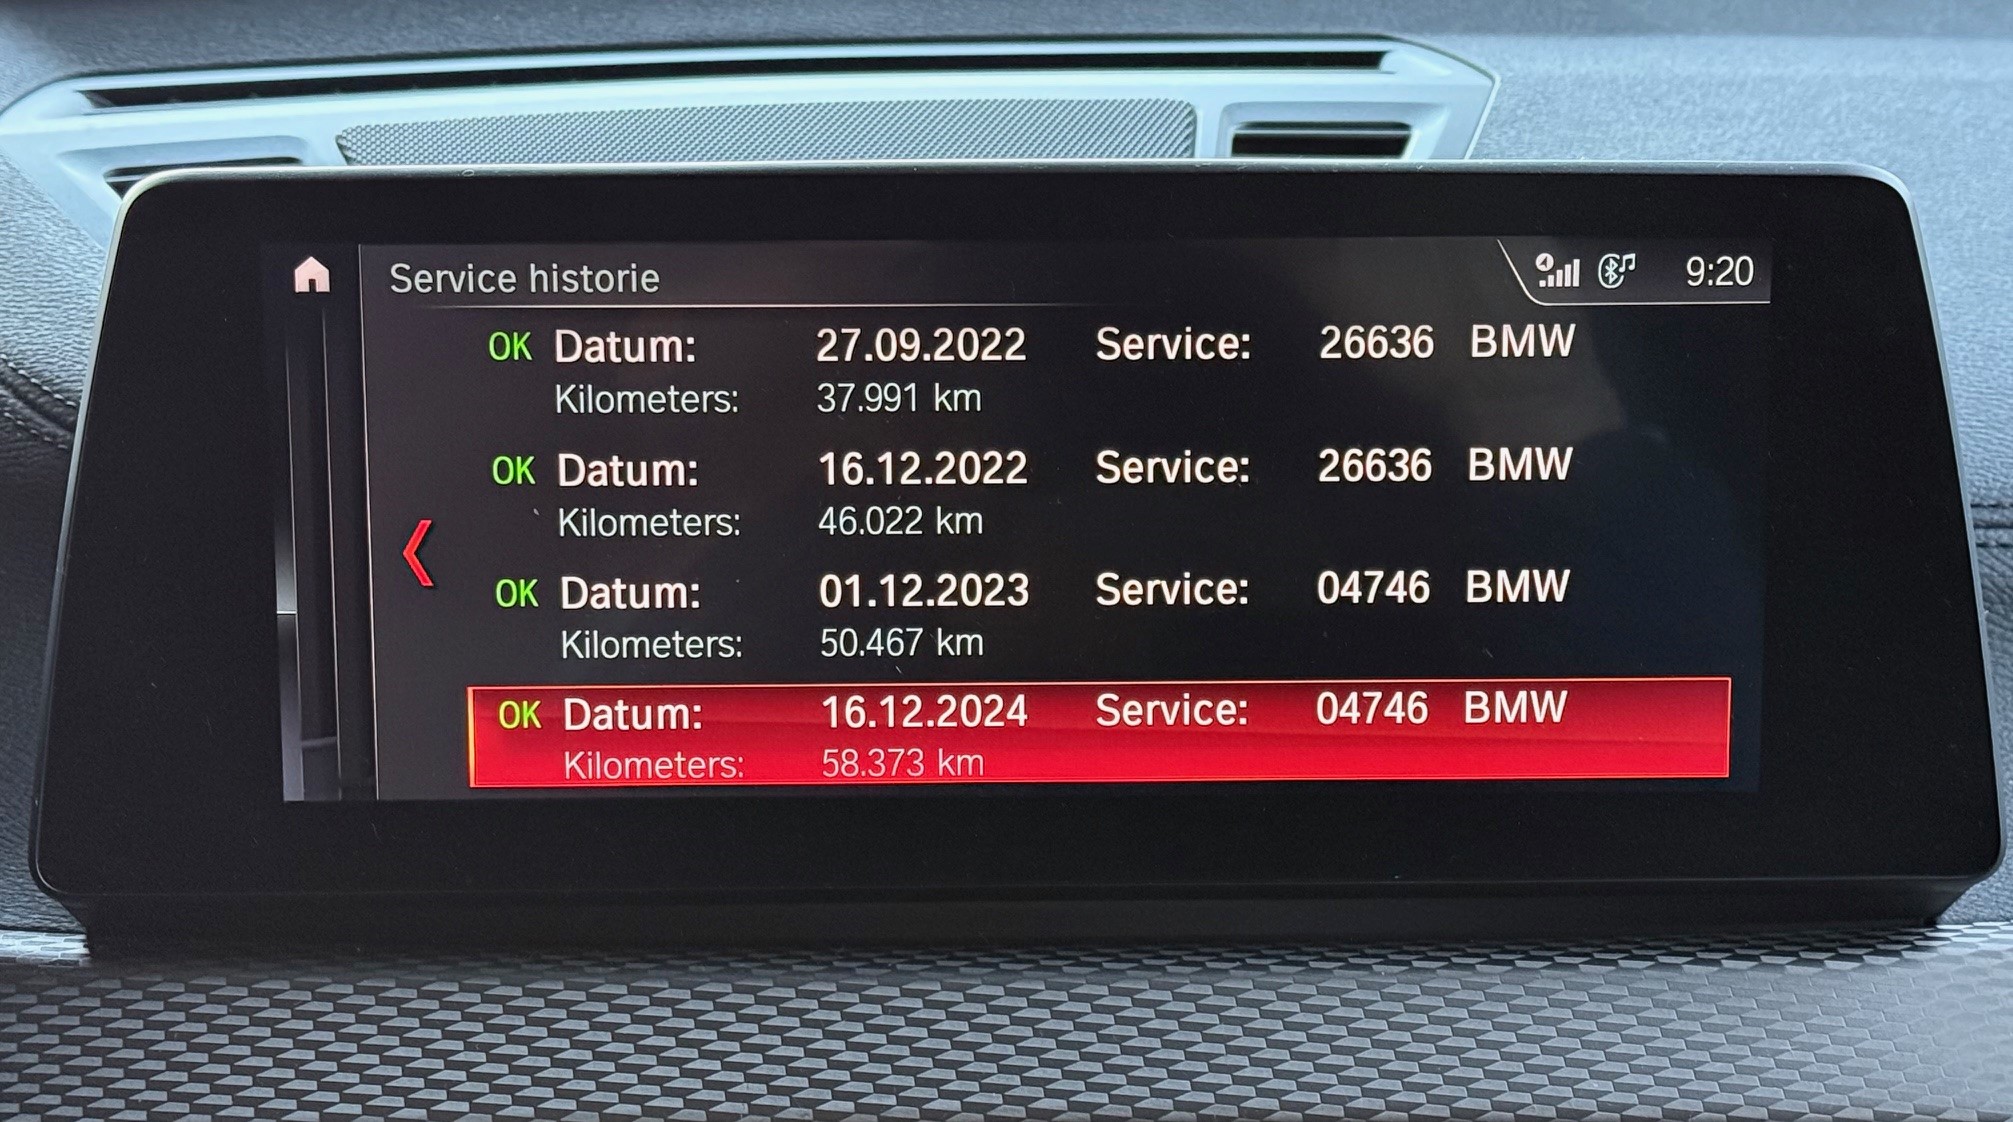 Service historie
9:20
OK Datum: 27.09.2022 Service: 26636 BMW
Kilometers: 37.991 km
OK Datum: 16.12.2022 Service: 26636 BMW
Kilometers: 46.022 km
OK Datum: 01.12.2023 Service: 04746 BMW
Kilometers: 50.467 km
OK Datum: 16.12.2024 Service: 04746 BMW
Kilometers: 58.373 km